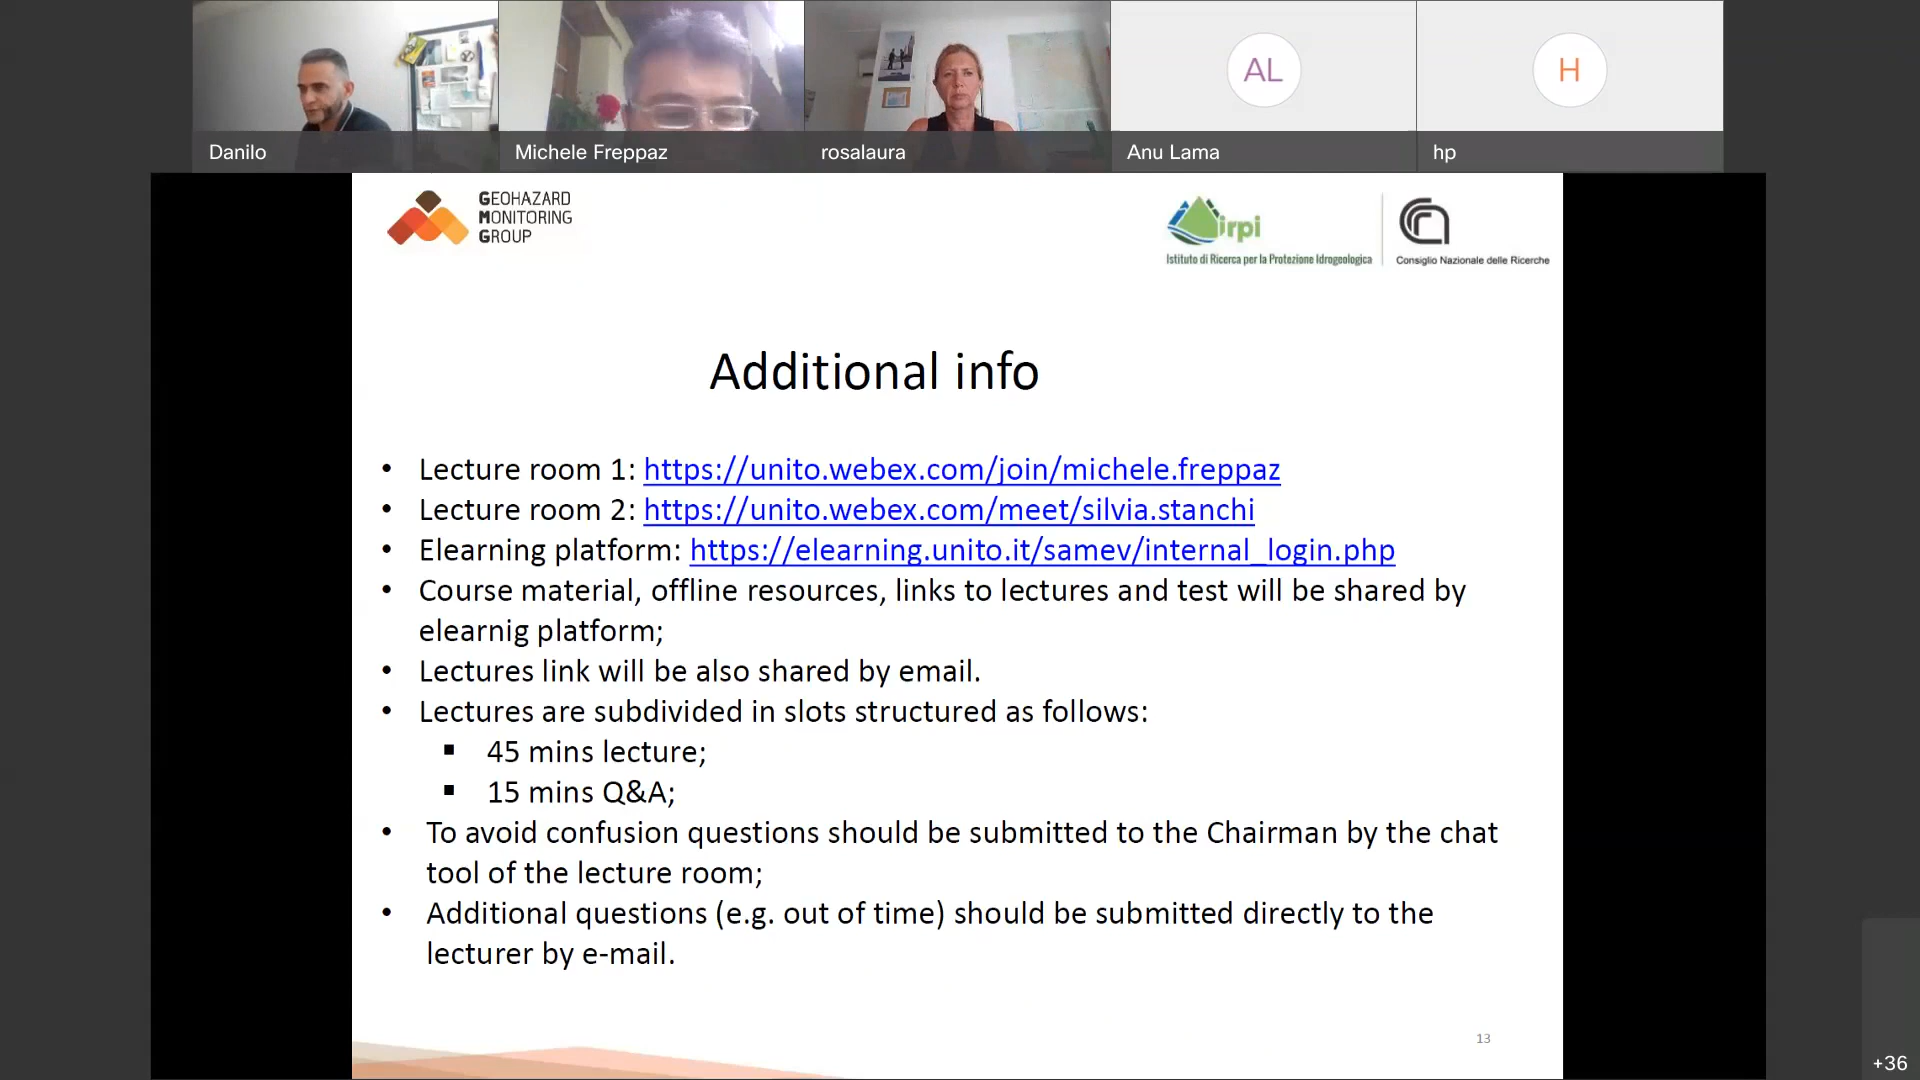 AL
H
Danilo
Michele Freppaz
rosalaura
Anu Lama
hp
GEOHAZARD
MONITORING
GROUP
irpi
Istituto di Ricerca per la Protezione Idrogeologica
Consiglio Nazionale delle Ricerche
Additional info
• Lecture room 1: https://unito.webex.com/join/michele.freppaz
• Lecture room 2: https://unito.webex.com/meet/silvia.stanchi
• Elearning platform: https://elearning.unito.it/samev/internal_login.php
• Course material, offline resources, links to lectures and test will be shared by
elearnig platform;
• Lectures link will be also shared by email.
• Lectures are subdivided in slots structured as follows:
▪ 45 mins lecture;
▪ 15 mins Q&A;
• To avoid confusion questions should be submitted to the Chairman by the chat
tool of the lecture room;
• Additional questions (e.g. out of time) should be submitted directly to the
lecturer by e-mail.
13
+36